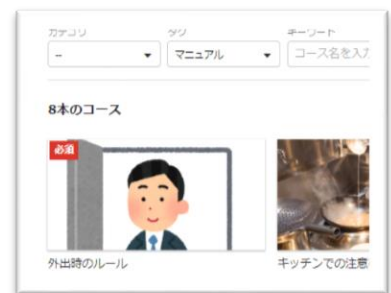 カテゴリ タグ キーワード
-- マニュアル コース名を入力
8本のコース
必須
外出時のルール キッチンでの注意